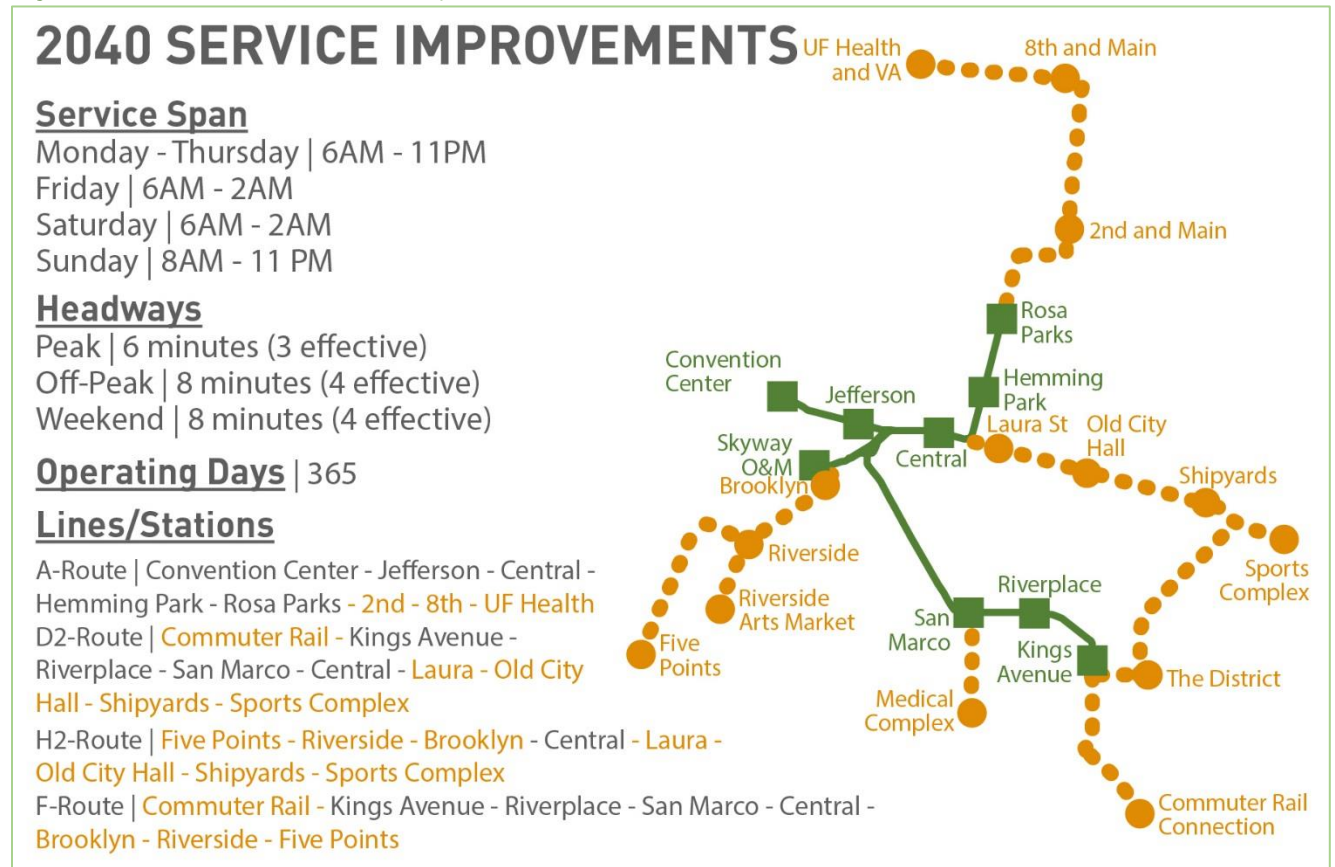 2040 SERVICE IMPROVEMENTS
Service Span
Monday - Thursday | 6AM - 11PM
Friday | 6AM - 2AM
Saturday | 6AM - 2AM
Sunday | 8AM - 11 PM
Headways
Peak | 6 minutes (3 effective)
Off-Peak | 8 minutes (4 effective)
Weekend | 8 minutes (4 effective)
Operating Days | 365
Lines/Stations
A-Route | Convention Center - Jefferson - Central -
Hemming Park - Rosa Parks - 2nd - 8th - UF Health
D2-Route | Commuter Rail - Kings Avenue -
Riverplace - San Marco - Central - Laura - Old City
Hall - Shipyards - Sports Complex
H2-Route | Five Points - Riverside - Brooklyn - Central - Laura -
Old City Hall - Shipyards - Sports Complex
F-Route | Commuter Rail - Kings Avenue - Riverplace - San Marco - Central -
Brooklyn - Riverside - Five Points
UF Health
and VA
8th and Main
2nd and Main
Rosa
Parks
Hemming
Park
Convention
Center
Jefferson
Skyway
O&M
Central
Laura St
Old City
Hall
Shipyards
Sports
Complex
Brooklyn
Riverside
Riverside
Arts Market
Five
Points
San
Marco
Riverplace
Kings
Avenue
The District
Medical
Complex
Commuter Rail
Connection